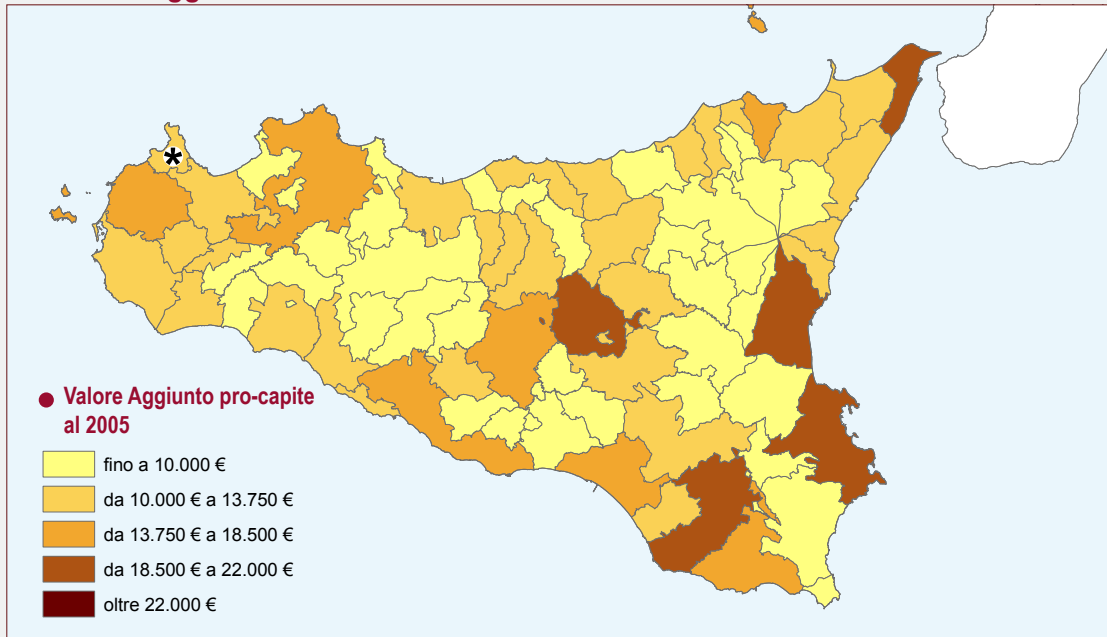 *
● Valore Aggiunto pro-capite
al 2005
fino a 10.000 €
da 10.000 € a 13.750 €
da 13.750 € a 18.500 €
da 18.500 € a 22.000 €
oltre 22.000 €